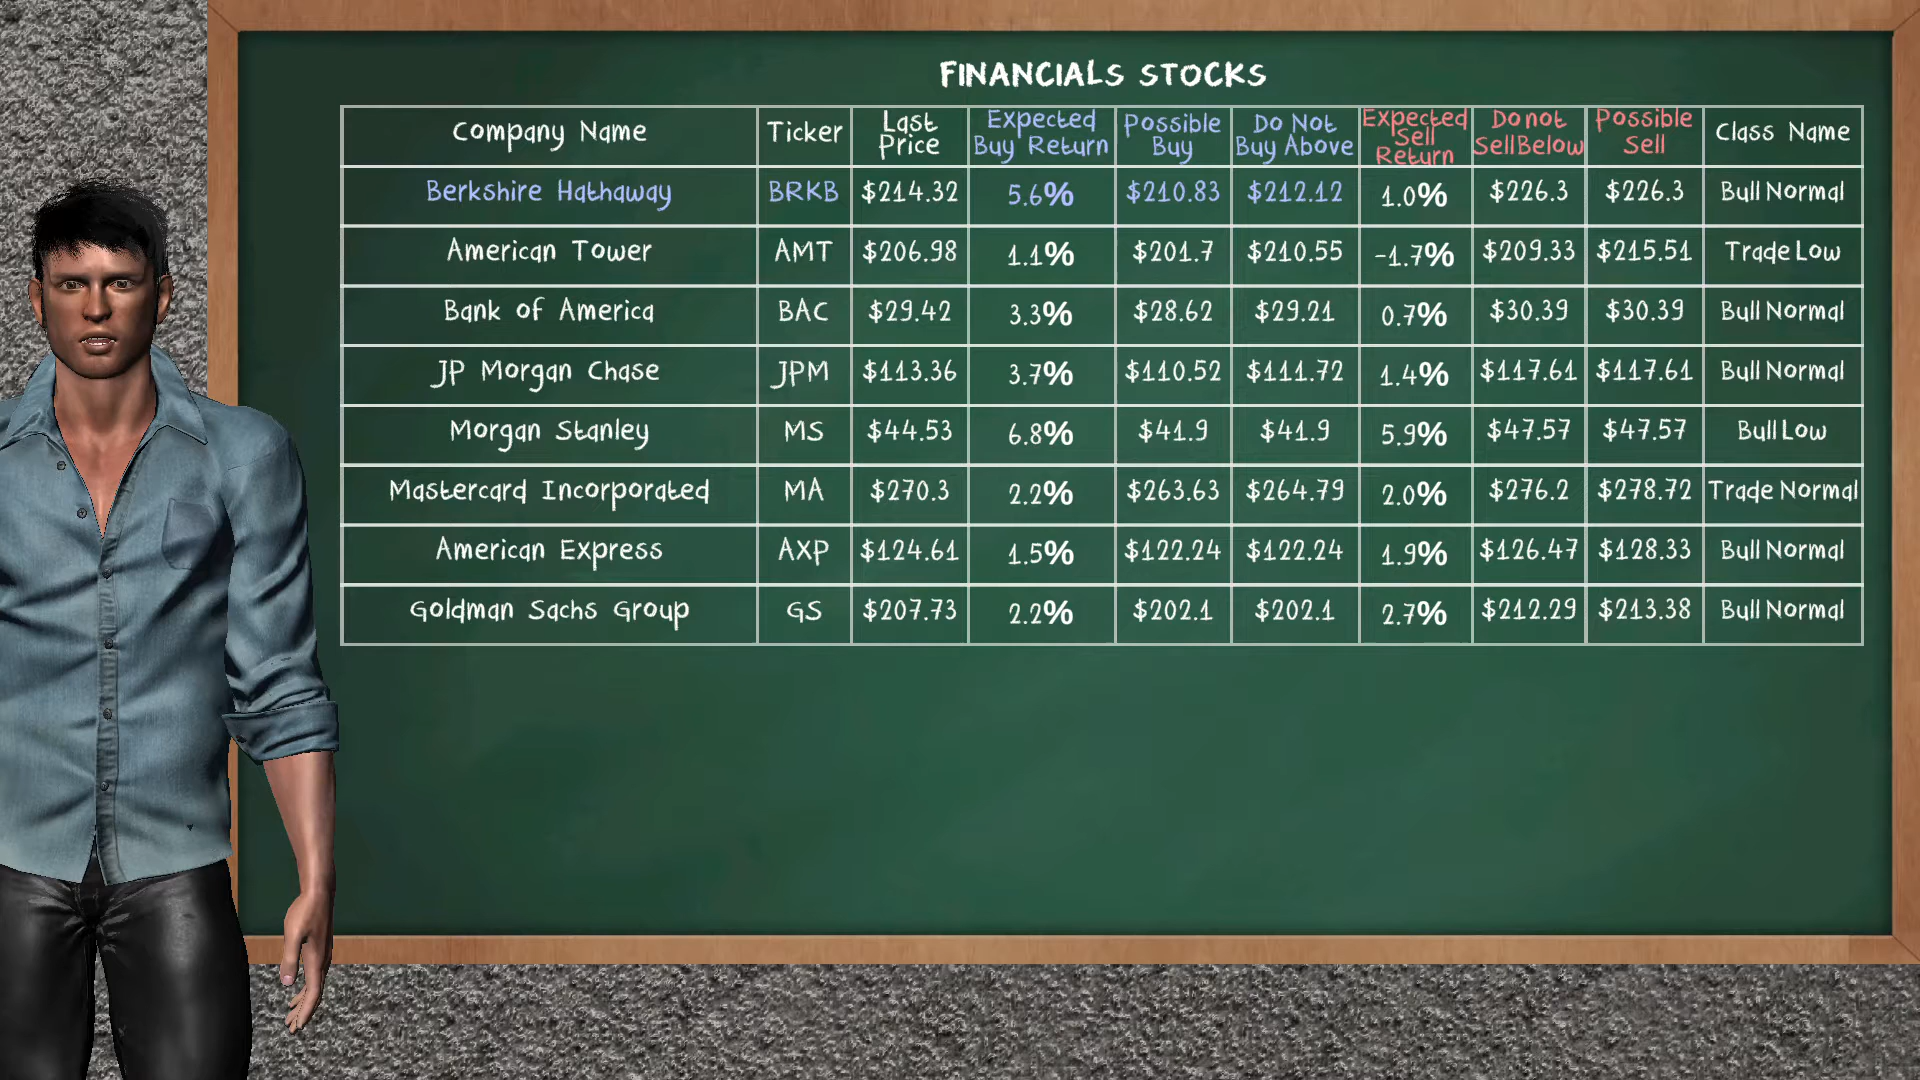 FINANCIALS STOCKS
Company Name Ticker Last Price Expected Buy Return Possible Buy Do Not Buy Above Expected Sell Return Do not Sell Below Possible Sell Class Name
Berkshire Hathaway BRKB $214.32 5.6% $210.83 $212.12 1.0% $226.3 $226.3 Bull Normal
American Tower AMT $206.98 1.1% $201.7 $210.55 -1.7% $209.33 $215.51 Trade Low
Bank of America BAC $29.42 3.3% $28.62 $29.21 0.7% $30.39 $30.39 Bull Normal
JP Morgan Chase JPM $113.36 3.7% $110.52 $111.72 1.4% $117.61 $117.61 Bull Normal
Morgan Stanley MS $44.53 6.8% $41.9 $41.9 5.9% $47.57 $47.57 Bull Low
Mastercard Incorporated MA $270.3 2.2% $263.63 $264.79 2.0% $276.2 $278.72 Trade Normal
American Express AXP $124.61 1.5% $122.24 $122.24 1.9% $126.47 $128.33 Bull Normal
Goldman Sachs Group GS $207.73 2.2% $202.1 $202.1 2.7% $212.29 $213.38 Bull Normal